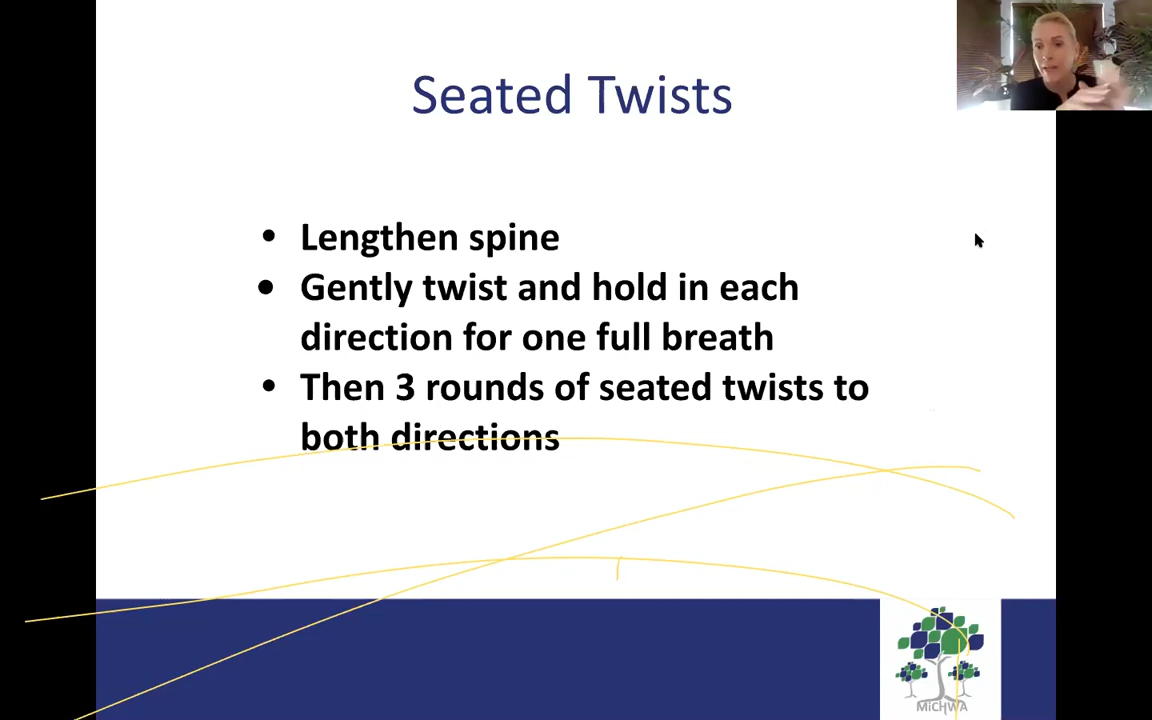 Seated Twists
• Lengthen spine
• Gently twist and hold in each
direction for one full breath
• Then 3 rounds of seated twists to
both directions
MiCHWA